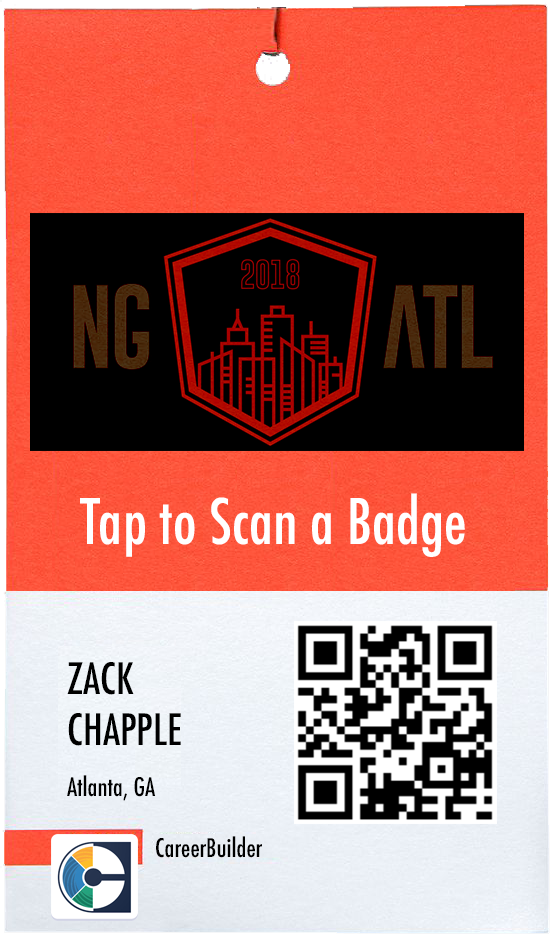 2018
NG ATL
Tap to Scan a Badge
ZACK
CHAPPLE
Atlanta, GA
CareerBuilder